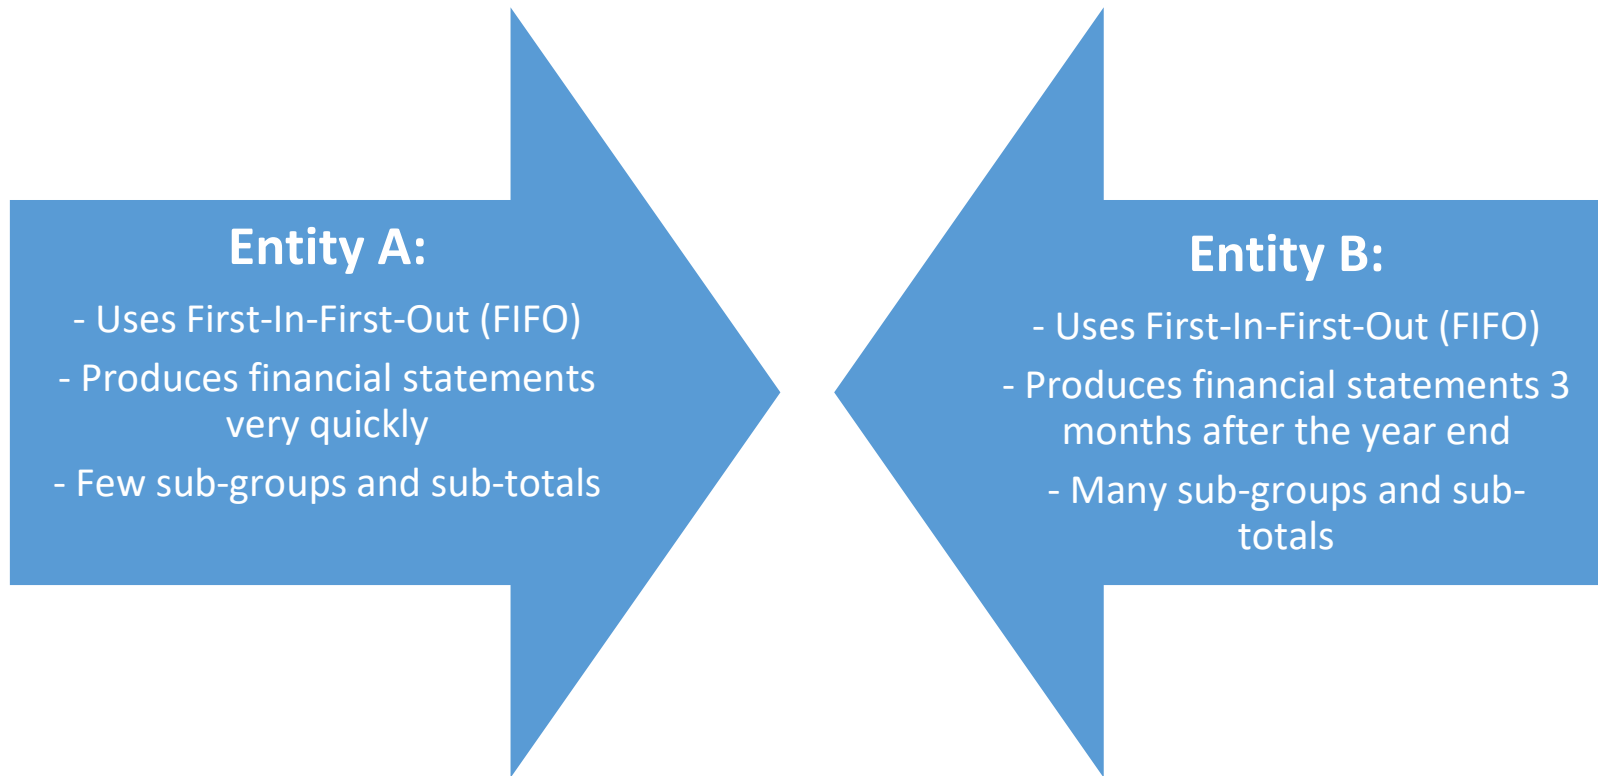 Entity A:
- Uses First-In-First-Out (FIFO)
- Produces financial statements
very quickly
- Few sub-groups and sub-totals
Entity B:
- Uses First-In-First-Out (FIFO)
- Produces financial statements 3
months after the year end
- Many sub-groups and sub-
totals